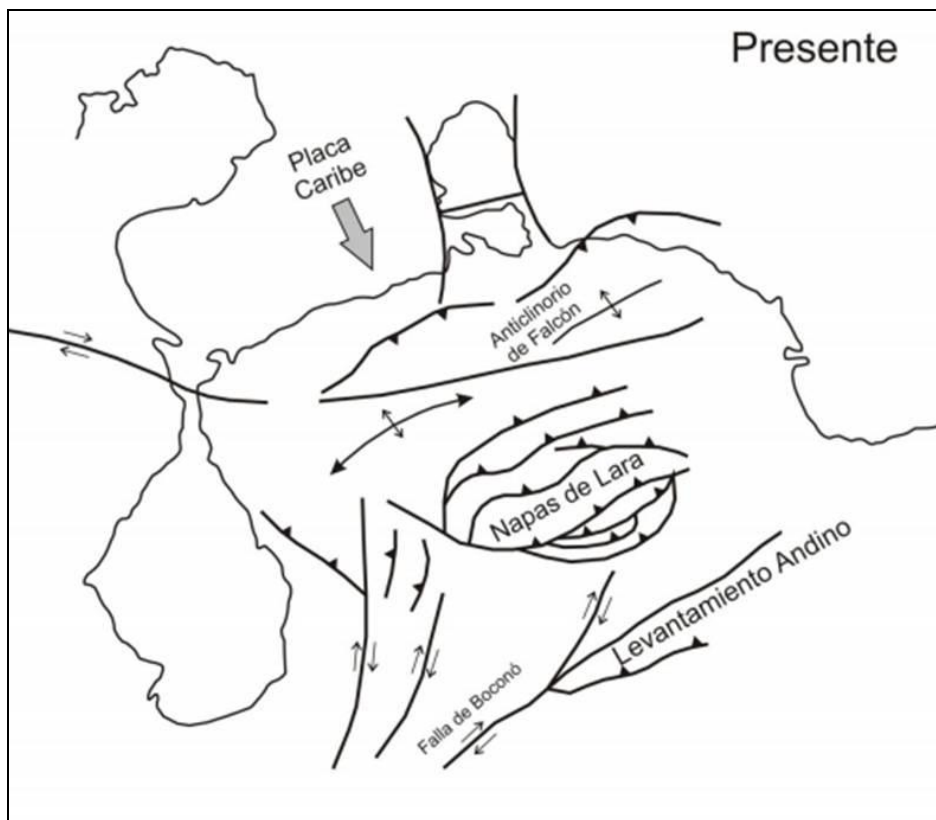 Presente
Placa
Caribe
Anticlinorio
de Falcón
Napas de Lara
Levantamiento Andino
Falla de Boconó